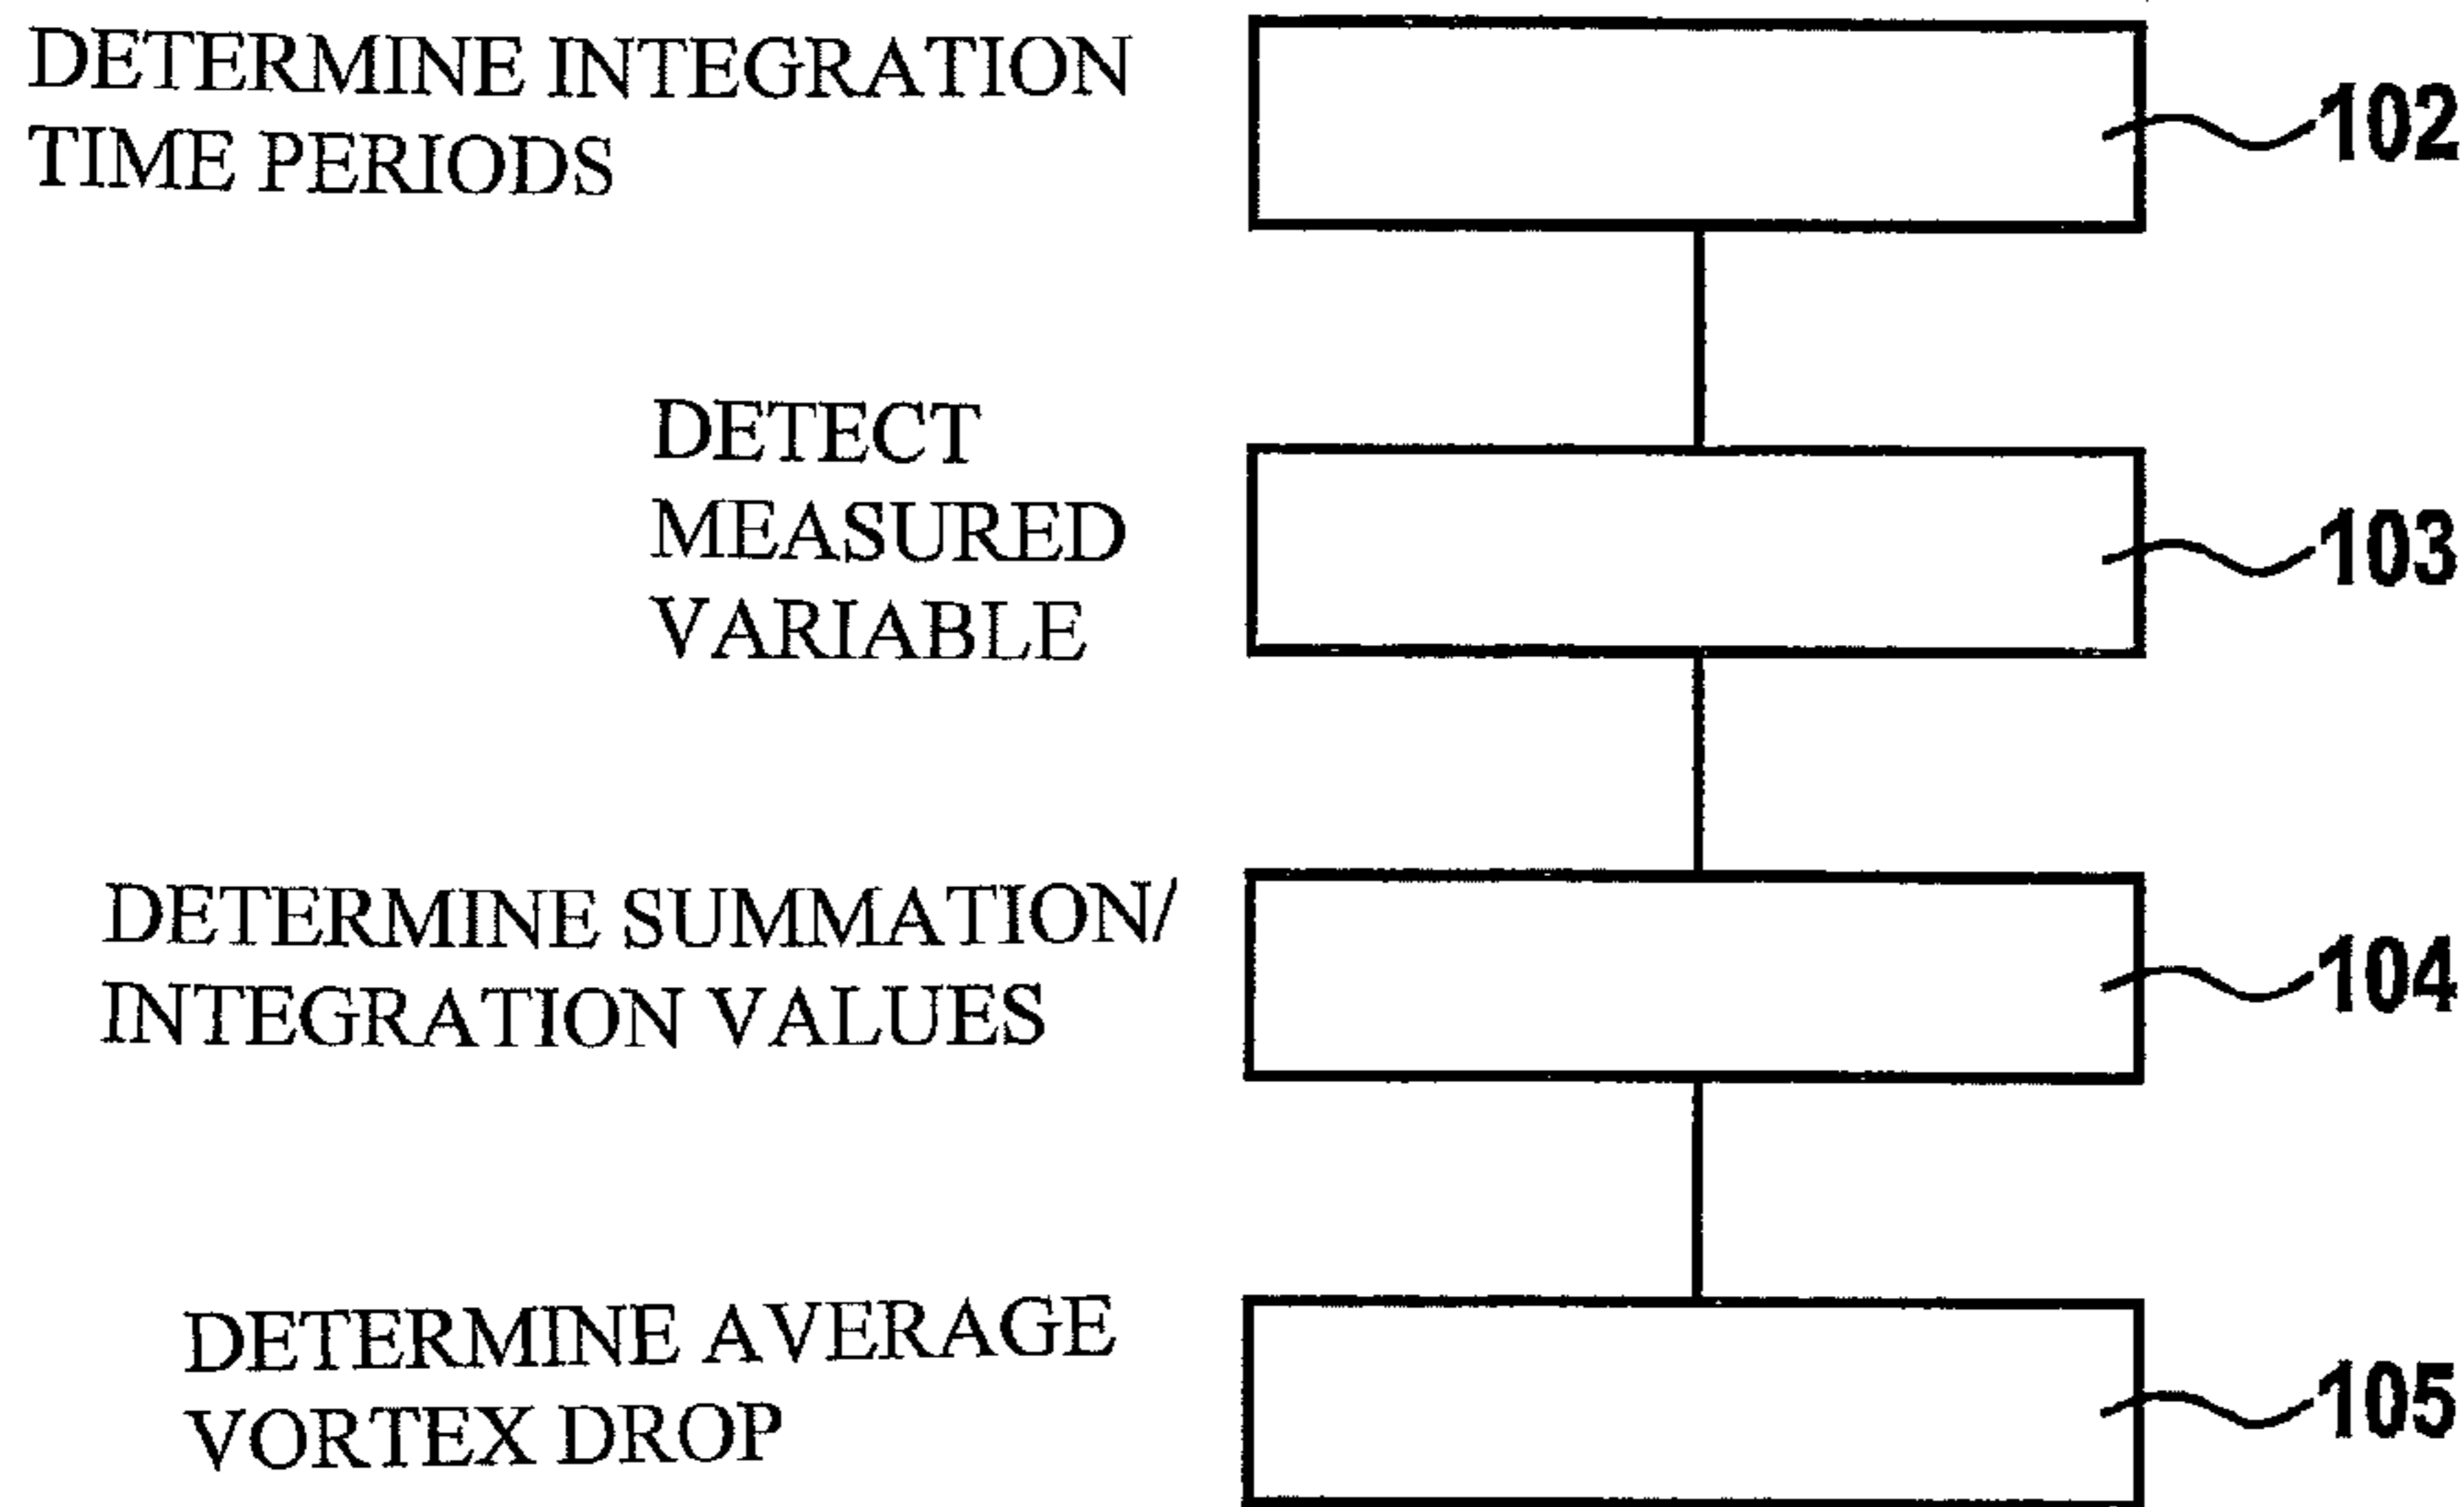 DETERMINE INTEGRATION
TIME PERIODS
102
DETECT
MEASURED
VARIABLE
103
DETERMINE SUMMATION/
INTEGRATION VALUES
104
DETERMINE AVERAGE
VORTEX DROP
105